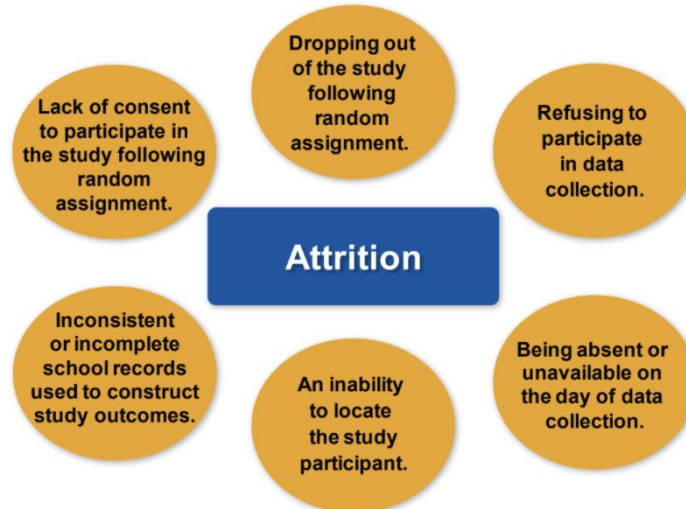 Dropping out
of the study
following
random
assignment.
Lack of consent
to participate in
the study following
random
assignment.
Refusing to
participate
in data
collection.
Attrition
Inconsistent
or incomplete
school records
used to construct
study outcomes.
An inability
to locate
the study
participant.
Being absent or
unavailable on
the day of data
collection.